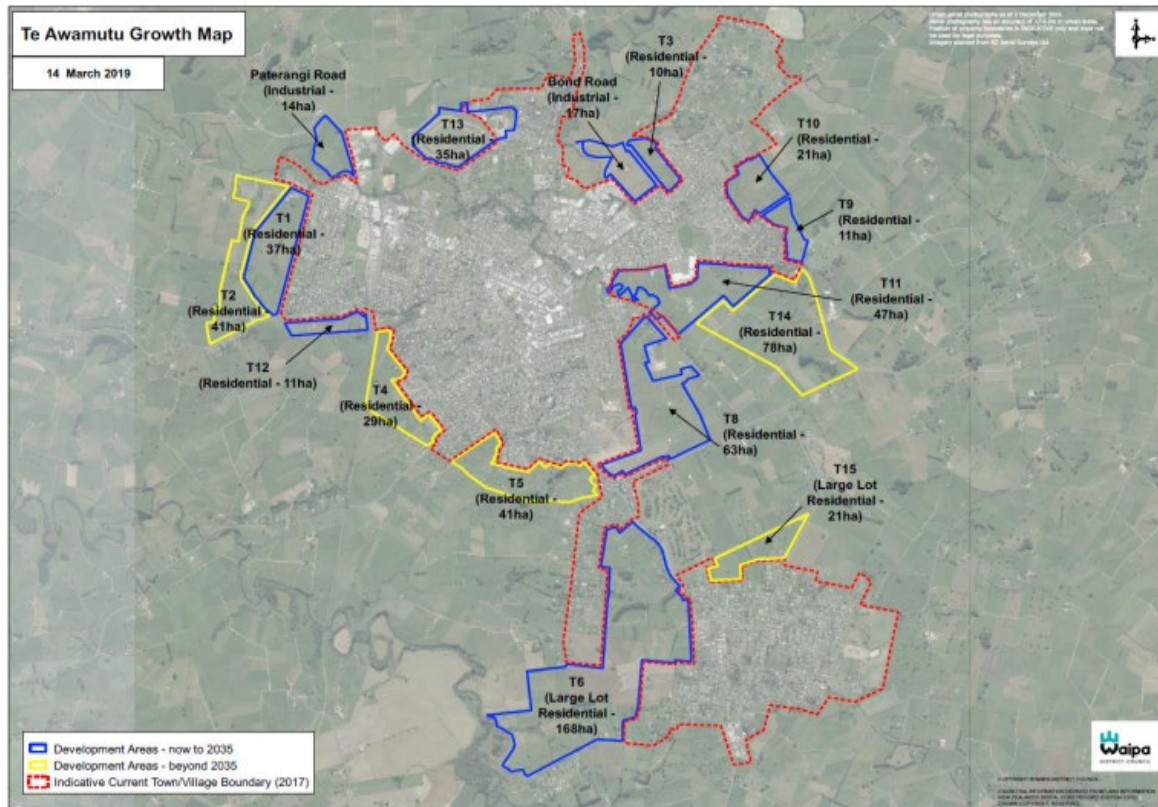 Te Awamutu Growth Map
14 March 2019
Paterangi Road
(Industrial -
14ha)
T13
(Residential -
35ha)
Bond Road
(Industrial -
17ha)
T3
(Residential -
10ha)
T10
(Residential -
21ha)
T9
(Residential -
11ha)
T1
(Residential -
37ha)
T2
(Residential -
41ha)
T12
(Residential - 11ha)
T4
(Residential -
29ha)
T5
(Residential -
41ha)
T11
(Residential -
47ha)
T14
(Residential -
78ha)
T8
(Residential -
63ha)
T15
(Large Lot
Residential -
21ha)
T6
(Large Lot
Residential -
168ha)
Development Areas - now to 2035
Development Areas - beyond 2035
Indicative Current Town/Village Boundary (2017)
Waipa
DISTRICT COUNCIL